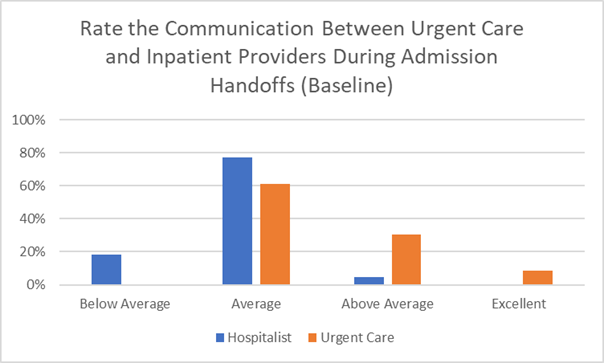 Rate the Communication Between Urgent Care
and Inpatient Providers During Admission
Handoffs (Baseline)
100%
80%
60%
40%
20%
0%
Below Average
Average
Above Average
Excellent
Hospitalist
Urgent Care